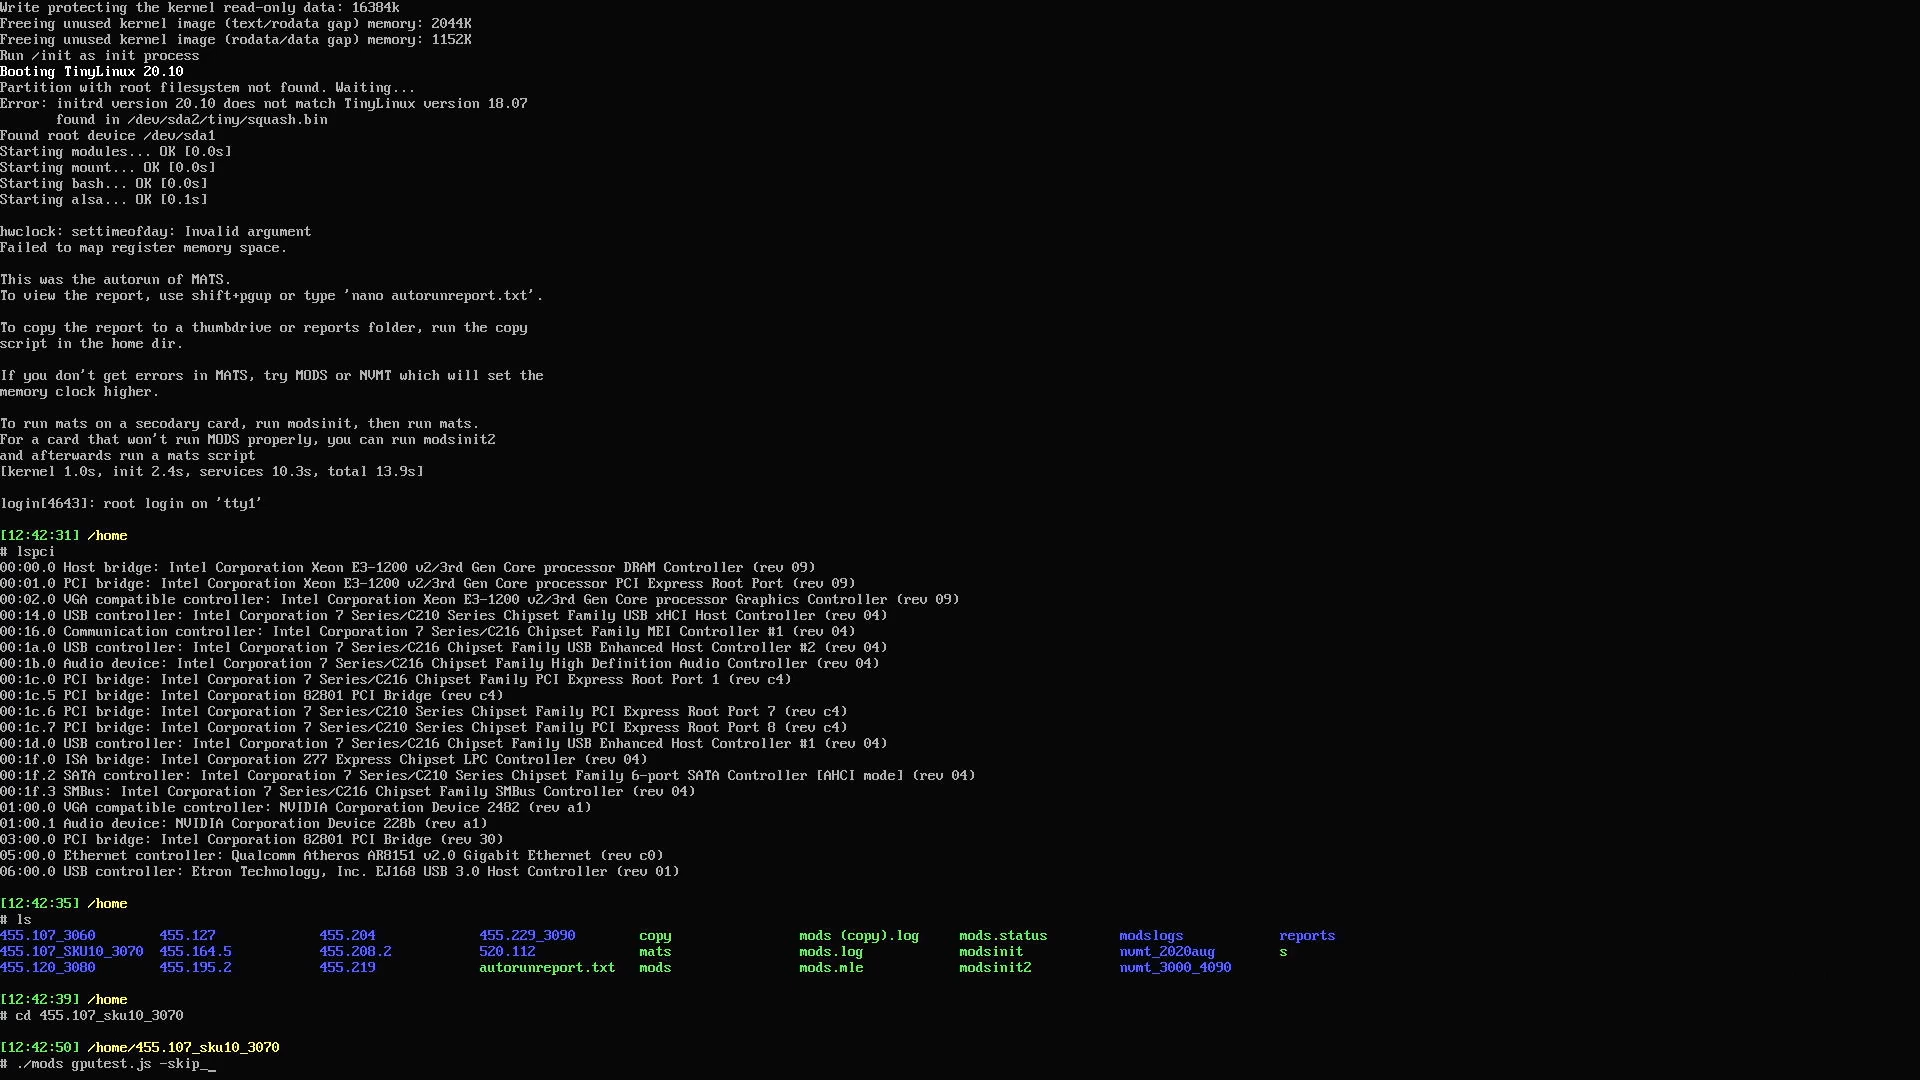 Write protecting the kernel read-only data: 16384k
Freeing unused kernel image (text/rodata gap) memory: 2044K
Freeing unused kernel image (rodata/data gap) memory: 1152K
Run /init as init process
Booting TinyLinux 20.10
Partition with root filesystem not found. Waiting...
Error: initrd version 20.10 does not match TinyLinux version 18.07
       found in /dev/sda2/tiny/squash.bin
Found root device /dev/sda1
Starting modules... OK [0.0s]
Starting mount... OK [0.0s]
Starting bash... OK [0.0s]
Starting alsa... OK [0.1s]
hwclock: settimeofday: Invalid argument
Failed to map register memory space.
This was the autorun of MATS.
To view the report, use shift+pgup or type 'nano autorunreport.txt'.
To copy the report to a thumbdrive or reports folder, run the copy
script in the home dir.
If you don't get errors in MATS, try MODS or NVMT which will set the
memory clock higher.
To run mats on a secodary card, run modsinit, then run mats.
For a card that won't run MODS properly, you can run modsinit2
and afterwards run a mats script
[kernel 1.0s, init 2.4s, services 10.3s, total 13.9s]
login[4643]: root login on 'tty1'
[12:42:31] /home
# lspci
00:00.0 Host bridge: Intel Corporation Xeon E3-1200 v2/3rd Gen Core processor DRAM Controller (rev 09)
00:01.0 PCI bridge: Intel Corporation Xeon E3-1200 v2/3rd Gen Core processor PCI Express Root Port (rev 09)
00:02.0 VGA compatible controller: Intel Corporation Xeon E3-1200 v2/3rd Gen Core processor Graphics Controller (rev 09)
00:14.0 USB controller: Intel Corporation 7 Series/C210 Series Chipset Family USB xHCI Host Controller (rev 04)
00:16.0 Communication controller: Intel Corporation 7 Series/C216 Chipset Family MEI Controller #1 (rev 04)
00:1a.0 USB controller: Intel Corporation 7 Series/C216 Chipset Family USB Enhanced Host Controller #2 (rev 04)
00:1b.0 Audio device: Intel Corporation 7 Series/C216 Chipset Family High Definition Audio Controller (rev 04)
00:1c.0 PCI bridge: Intel Corporation 7 Series/C216 Chipset Family PCI Express Root Port 1 (rev c4)
00:1c.5 PCI bridge: Intel Corporation 82801 PCI Bridge (rev c4)
00:1c.6 PCI bridge: Intel Corporation 7 Series/C210 Series Chipset Family PCI Express Root Port 7 (rev c4)
00:1c.7 PCI bridge: Intel Corporation 7 Series/C210 Series Chipset Family PCI Express Root Port 8 (rev c4)
00:1d.0 USB controller: Intel Corporation 7 Series/C216 Chipset Family USB Enhanced Host Controller #1 (rev 04)
00:1f.0 ISA bridge: Intel Corporation Z77 Express Chipset LPC Controller (rev 04)
00:1f.2 SATA controller: Intel Corporation 7 Series/C210 Series Chipset Family 6-port SATA Controller [AHCI mode] (rev 04)
00:1f.3 SMBus: Intel Corporation 7 Series/C216 Chipset Family SMBus Controller (rev 04)
01:00.0 VGA compatible controller: NVIDIA Corporation Device 2482 (rev a1)
01:00.1 Audio device: NVIDIA Corporation Device 228b (rev a1)
03:00.0 PCI bridge: Intel Corporation 82801 PCI Bridge (rev 30)
05:00.0 Ethernet controller: Qualcomm Atheros AR8151 v2.0 Gigabit Ethernet (rev c0)
06:00.0 USB controller: Etron Technology, Inc. EJ168 USB 3.0 Host Controller (rev 01)
[12:42:35] /home
# ls
455.107_3060 455.127 455.204 455.229_3090 copy mods (copy).log mods.status modslogs reports
455.107_SKU10_3070 455.164.5 455.208.2 520.112 mats mods.log modsinit nvmt_2020aug s
455.120_3080 455.195.2 455.219 autorunreport.txt mods mods.mle modsinit2 nvmt_3000_4090
[12:42:39] /home
# cd 455.107_sku10_3070
[12:42:50] /home/455.107_sku10_3070
# ./mods gputest.js -skip__